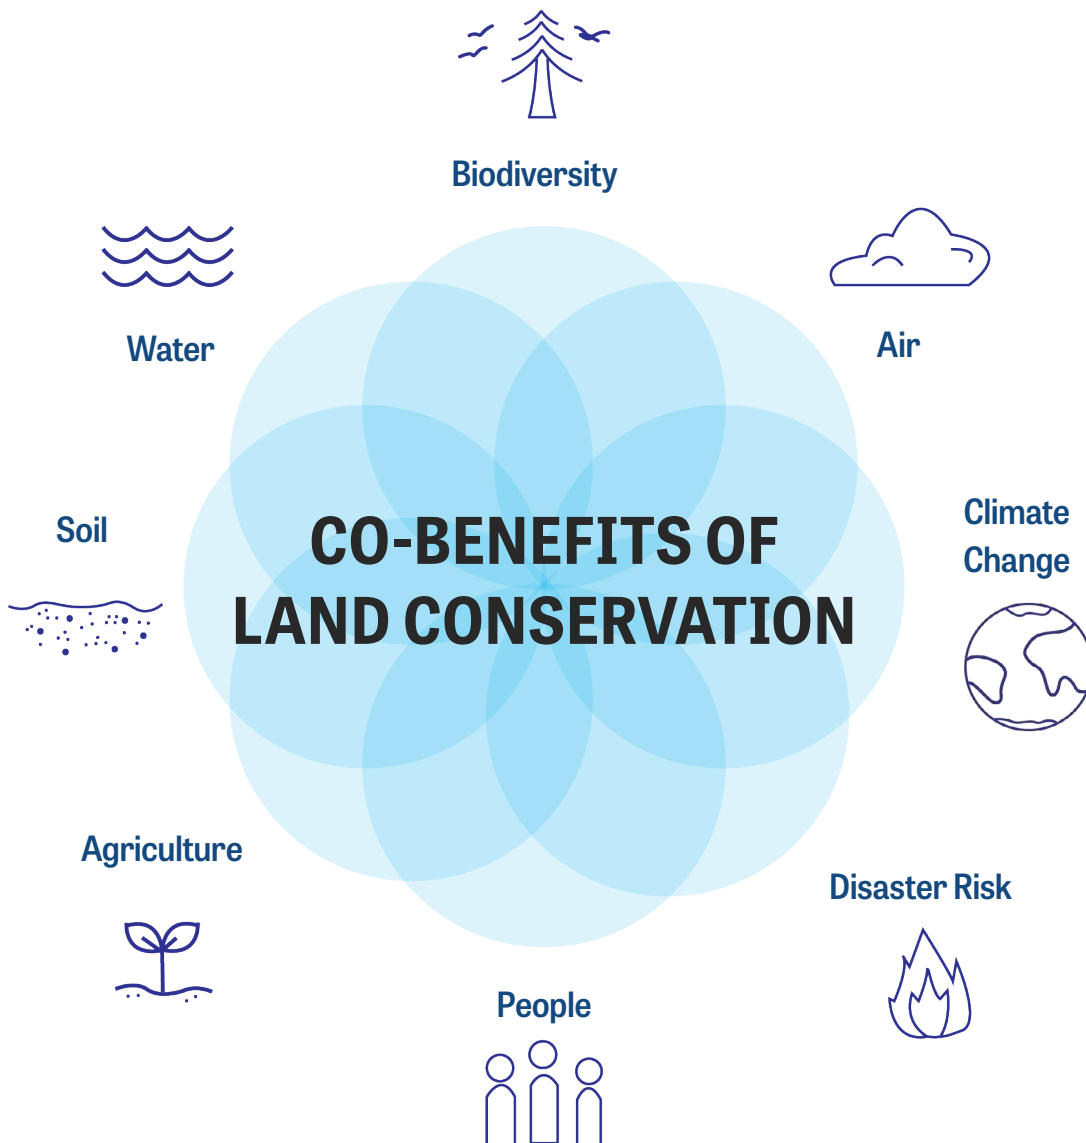 Biodiversity
Water
Air
Soil
Climate
Change
CO-BENEFITS OF
LAND CONSERVATION
Agriculture
Disaster Risk
People